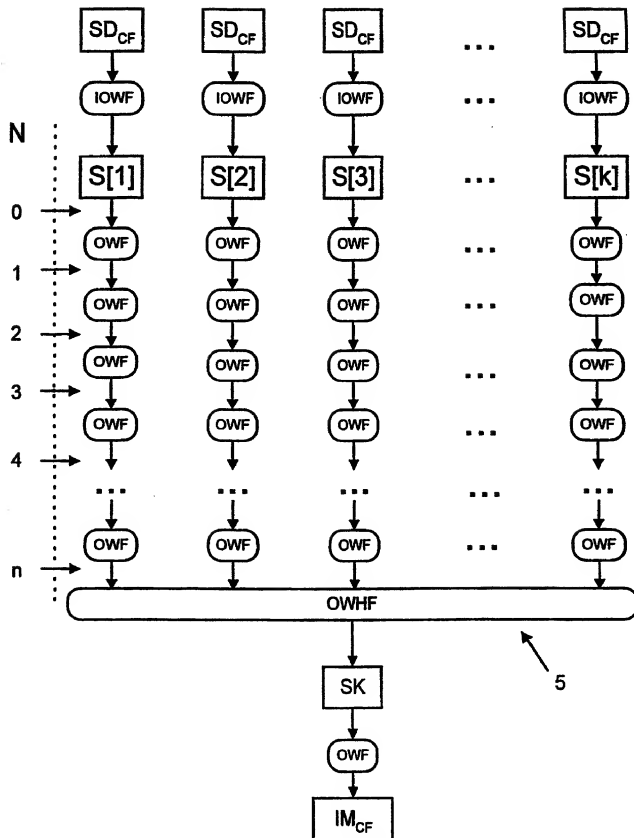 SD_CF SD_CF SD_CF ... SD_CF
IOWF IOWF IOWF ... IOWF
N
S[1] S[2] S[3] ... S[k]
0
OWF OWF OWF ... OWF
1
OWF OWF OWF ... OWF
2
OWF OWF OWF ... OWF
3
OWF OWF OWF ... OWF
4
... ... ... ... ...
OWF OWF OWF ... OWF
n
OWHF
5
SK
OWF
IM_CF